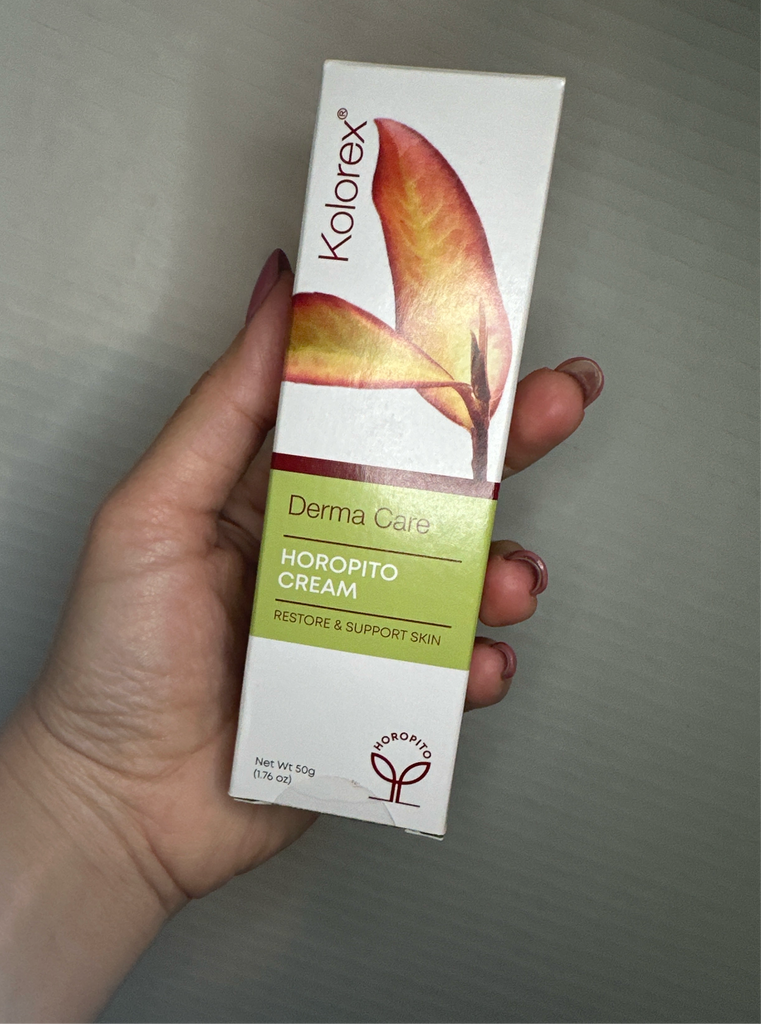 Kolorex®
Derma Care
HOROPITO
CREAM
RESTORE & SUPPORT SKIN
Net Wt 50g
(1.76 oz)
HOROPITO